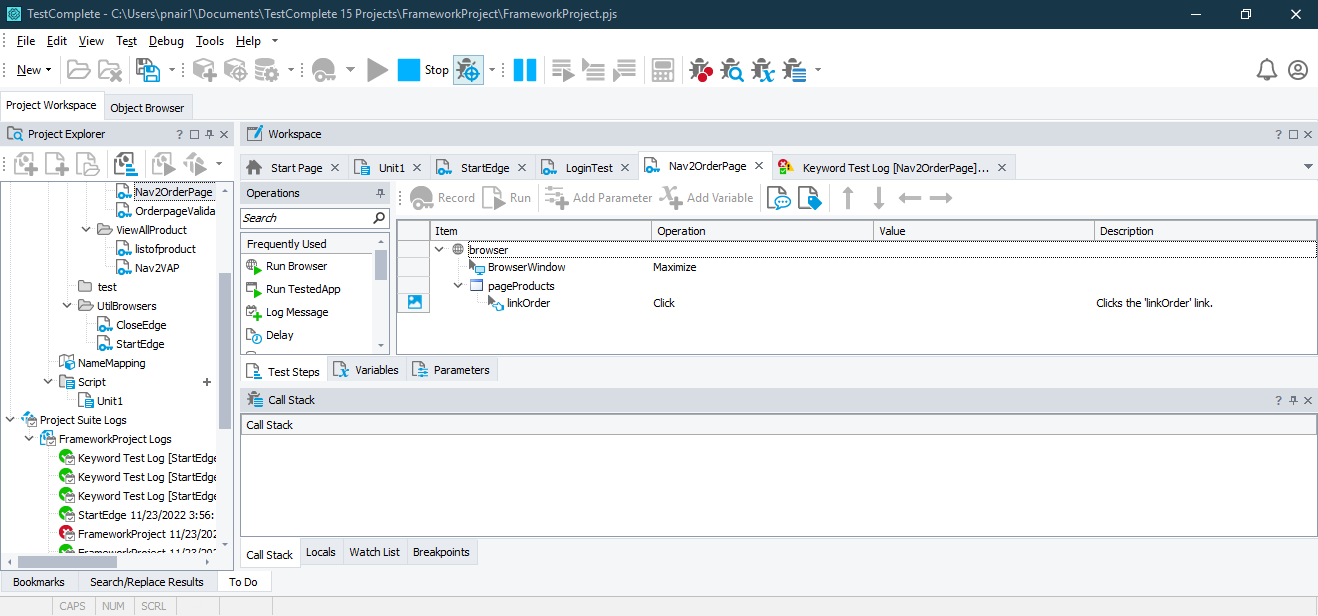 TestComplete - C:\Users\pnair1\Documents\TestComplete 15 Projects\FrameworkProject\FrameworkProject.pjs
File Edit View Test Debug Tools Help
New Stop
Project Workspace Object Browser
Project Explorer ?
Workspace ?
Start Page Unit1 StartEdge LoginTest Nav2OrderPage Keyword Test Log [Nav2OrderPage]...
Operations
Record Run Add Parameter Add Variable
Search
Frequently Used
Run Browser
Run TestedApp
Log Message
Delay
Item Operation Value Description
browser
BrowserWindow Maximize
pageProducts
linkOrder Click Clicks the 'linkOrder' link.
Nav2OrderPage
OrderpageValida
ViewAllProduct
listofproduct
Nav2VAP
test
UtilBrowsers
CloseEdge
StartEdge
NameMapping
Script
Unit1
Project Suite Logs
FrameworkProject Logs
Keyword Test Log [StartEdge
Keyword Test Log [StartEdge
Keyword Test Log [StartEdge
StartEdge 11/23/2022 3:56:
FrameworkProject 11/23/202
FrameworkProject 11/23/202
Test Steps Variables Parameters
Call Stack ?
Call Stack
Call Stack Locals Watch List Breakpoints
Bookmarks Search/Replace Results To Do
CAPS NUM SCRL